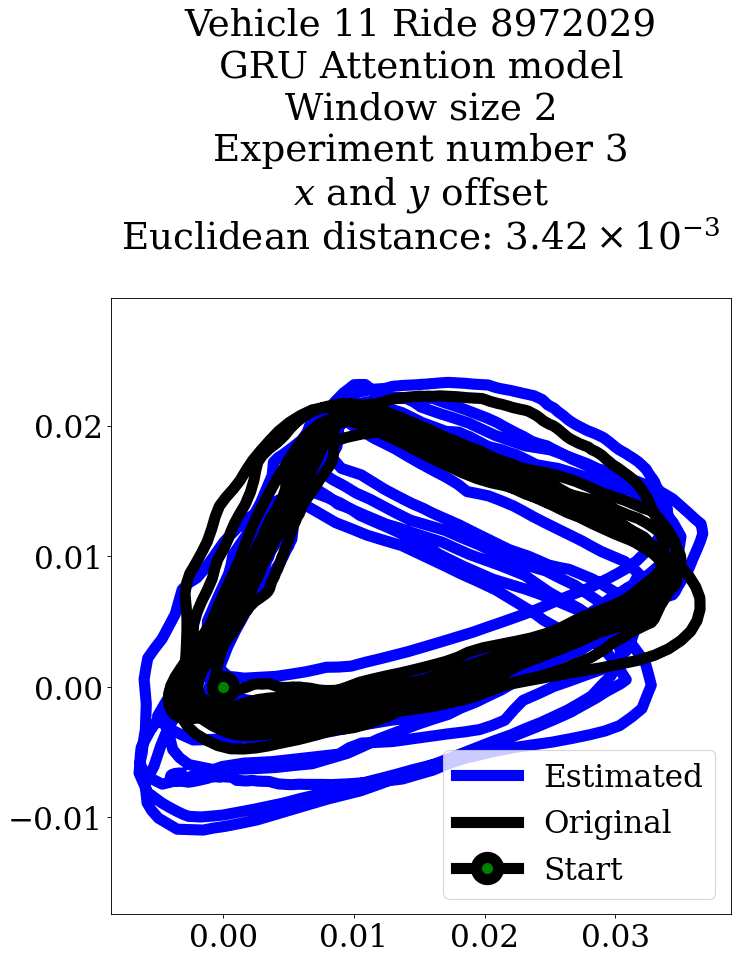 Vehicle 11 Ride 8972029
GRU Attention model
Window size 2
Experiment number 3
x and y offset
Euclidean distance: 3.42 × 10⁻³
0.02
0.01
0.00
−0.01
Estimated
Original
Start
0.00 0.01 0.02 0.03